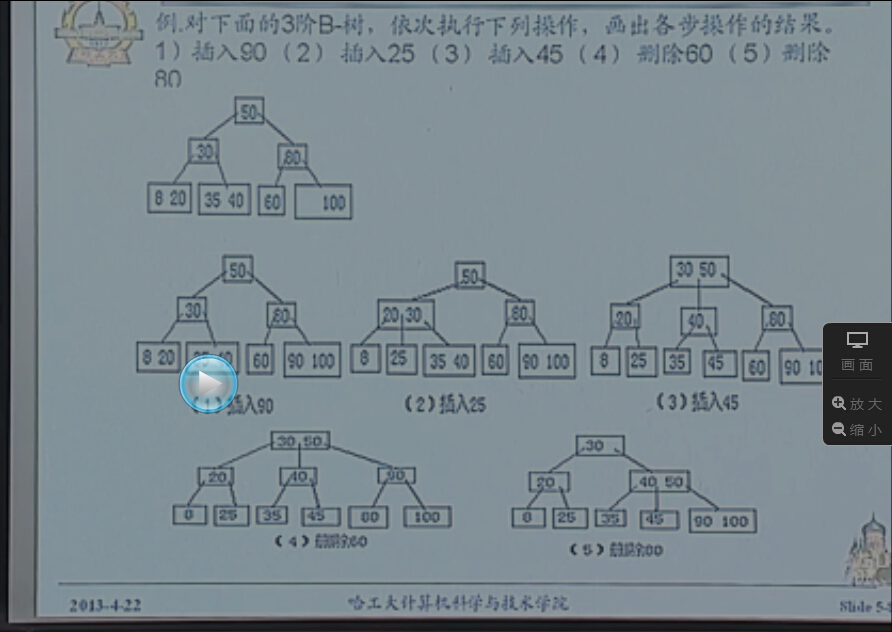 例.对下面的3阶B-树，依次执行下列操作，画出各步操作的结果。
1）插入90（2）插入25（3）插入45（4）删除60（5）删除
80
50
30 80
8 20 35 40 60 100
50 50 30 50
30 80 20 30 80 20 40 80
8 20 60 90 100 8 25 35 40 60 90 100 8 25 35 45 60 90 10
（1）插入90 （2）插入25 （3）插入45
30 50 30
20 40 90 20 40 50
8 25 35 45 80 100 8 25 35 45 90 100
（4）删除60 （5）删除80
2013-4-22 哈工大计算机科学与技术学院 Slide 5-
画面
放大
缩小